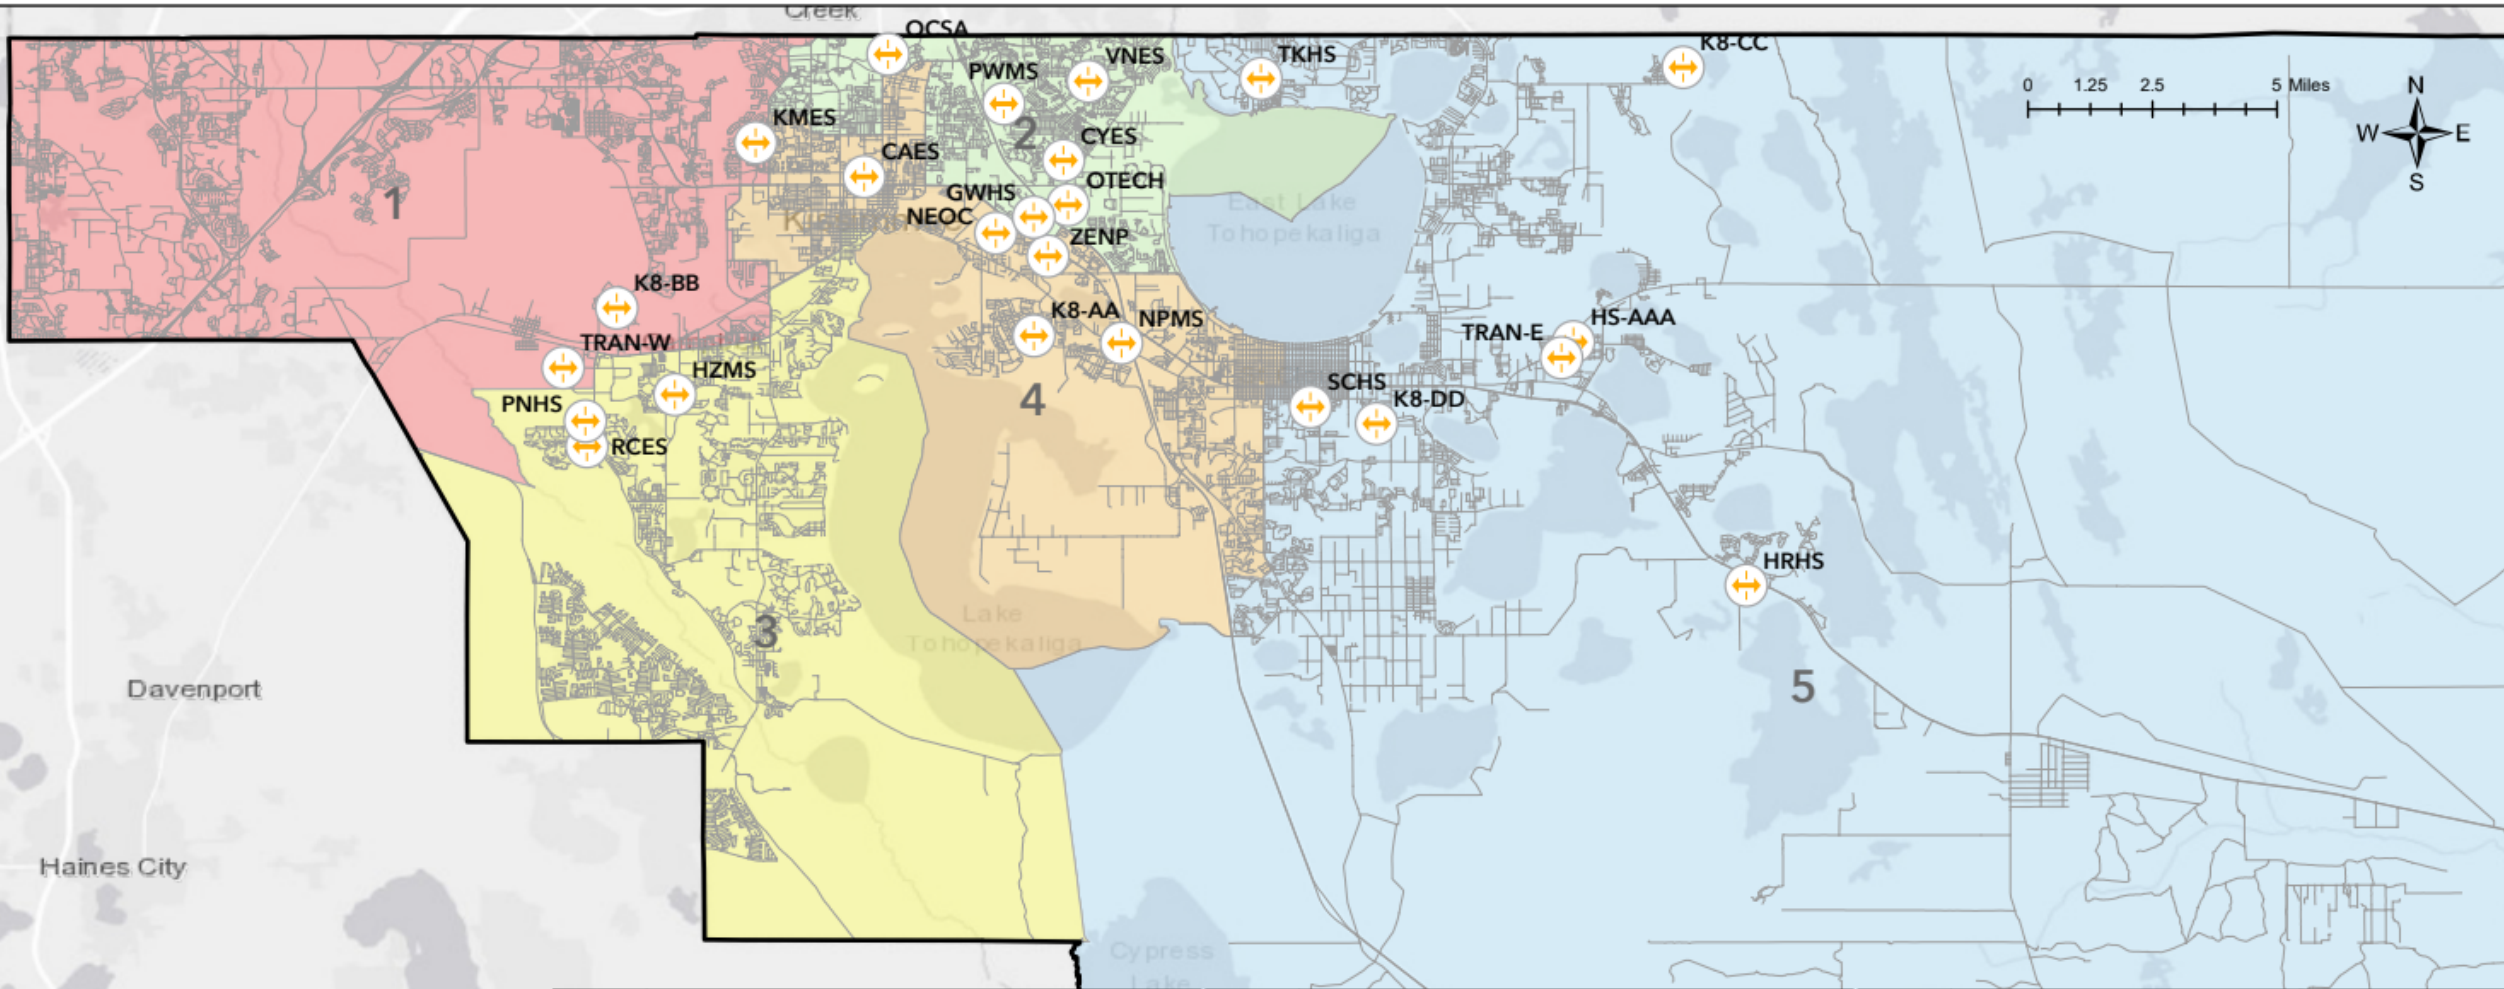 Creek
OCSA
VNES
TKHS
K8-CC
PWMS
0 1.25 2.5 5 Miles
N
W E
S
KMES
2
CYES
CAES
1
GWHS
OTECH
NEOC
East Lake
Tohopekaliga
ZENP
K8-BB
K8-AA
NPMS
TRAN-E
HS-AAA
TRAN-W
HZMS
SCHS
PNHS
4
K8-DD
RCES
HRHS
Lake
Tohopekaliga
3
Davenport
5
Haines City
Cypress
Lake